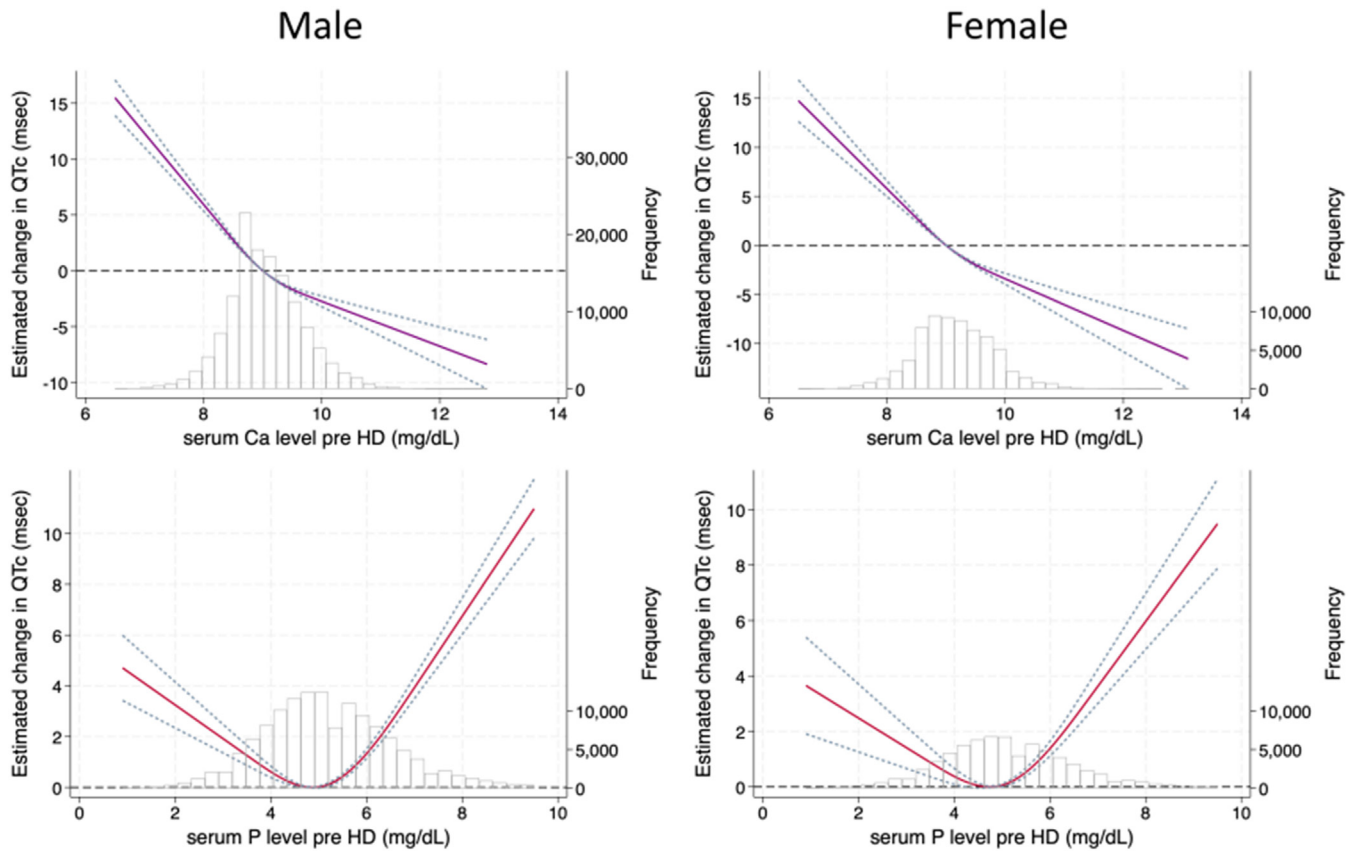 Male
Female
Estimated change in QTc (msec)
15
10
5
0
-5
-10
30,000
20,000
10,000
0
Frequency
6 8 10 12 14
serum Ca level pre HD (mg/dL)
Estimated change in QTc (msec)
15
10
5
0
-5
-10
10,000
5,000
0
Frequency
6 8 10 12 14
serum Ca level pre HD (mg/dL)
Estimated change in QTc (msec)
10
8
6
4
2
0
10,000
5,000
0
Frequency
0 2 4 6 8 10
serum P level pre HD (mg/dL)
Estimated change in QTc (msec)
10
8
6
4
2
0
10,000
5,000
0
Frequency
0 2 4 6 8 10
serum P level pre HD (mg/dL)